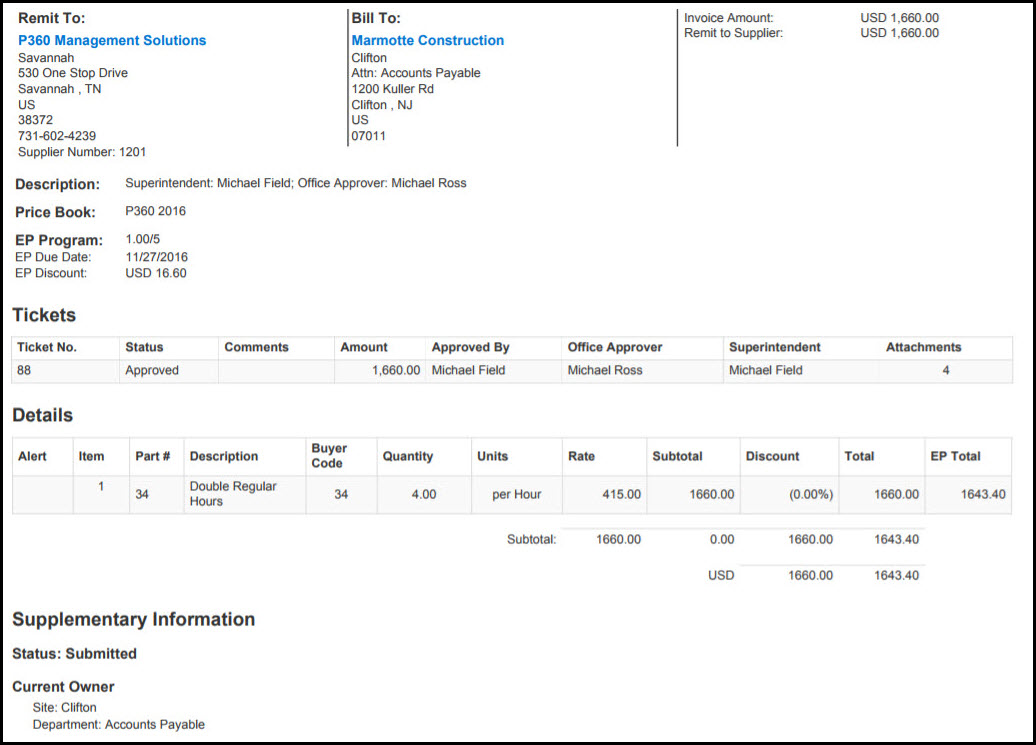 Remit To:
P360 Management Solutions
Savannah
530 One Stop Drive
Savannah , TN
US
38372
731-602-4239
Supplier Number: 1201
Bill To:
Marmotte Construction
Clifton
Attn: Accounts Payable
1200 Kuller Rd
Clifton , NJ
US
07011
Invoice Amount: USD 1,660.00
Remit to Supplier: USD 1,660.00
Description: Superintendent: Michael Field; Office Approver: Michael Ross
Price Book: P360 2016
EP Program: 1.00/5
EP Due Date: 11/27/2016
EP Discount: USD 16.60
Tickets
Ticket No. Status Comments Amount Approved By Office Approver Superintendent Attachments
88 Approved 1,660.00 Michael Field Michael Ross Michael Field 4
Details
Alert Item Part # Description Buyer Code Quantity Units Rate Subtotal Discount Total EP Total
1 34 Double Regular Hours 34 4.00 per Hour 415.00 1660.00 (0.00%) 1660.00 1643.40
Subtotal: 1660.00 0.00 1660.00 1643.40
USD 1660.00 1643.40
Supplementary Information
Status: Submitted
Current Owner
Site: Clifton
Department: Accounts Payable